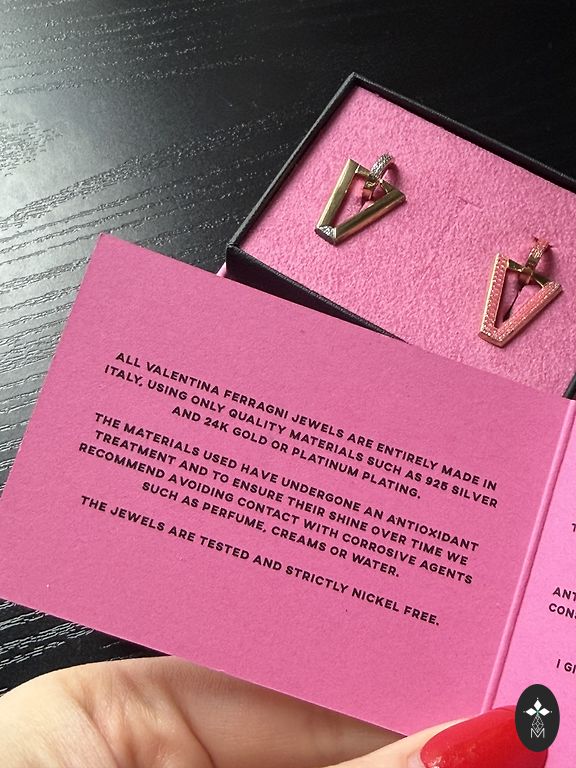 ALL VALENTINA FERRAGNI JEWELS ARE ENTIRELY MADE IN
ITALY, USING ONLY QUALITY MATERIALS SUCH AS 925 SILVER
AND 24K GOLD OR PLATINUM PLATING.
THE MATERIALS USED HAVE UNDERGONE AN ANTIOXIDANT
TREATMENT AND TO ENSURE THEIR SHINE OVER TIME WE
RECOMMEND AVOIDING CONTACT WITH CORROSIVE AGENTS
SUCH AS PERFUME, CREAMS OR WATER.
THE JEWELS ARE TESTED AND STRICTLY NICKEL FREE.
T
ANT
CONS
I GI
M